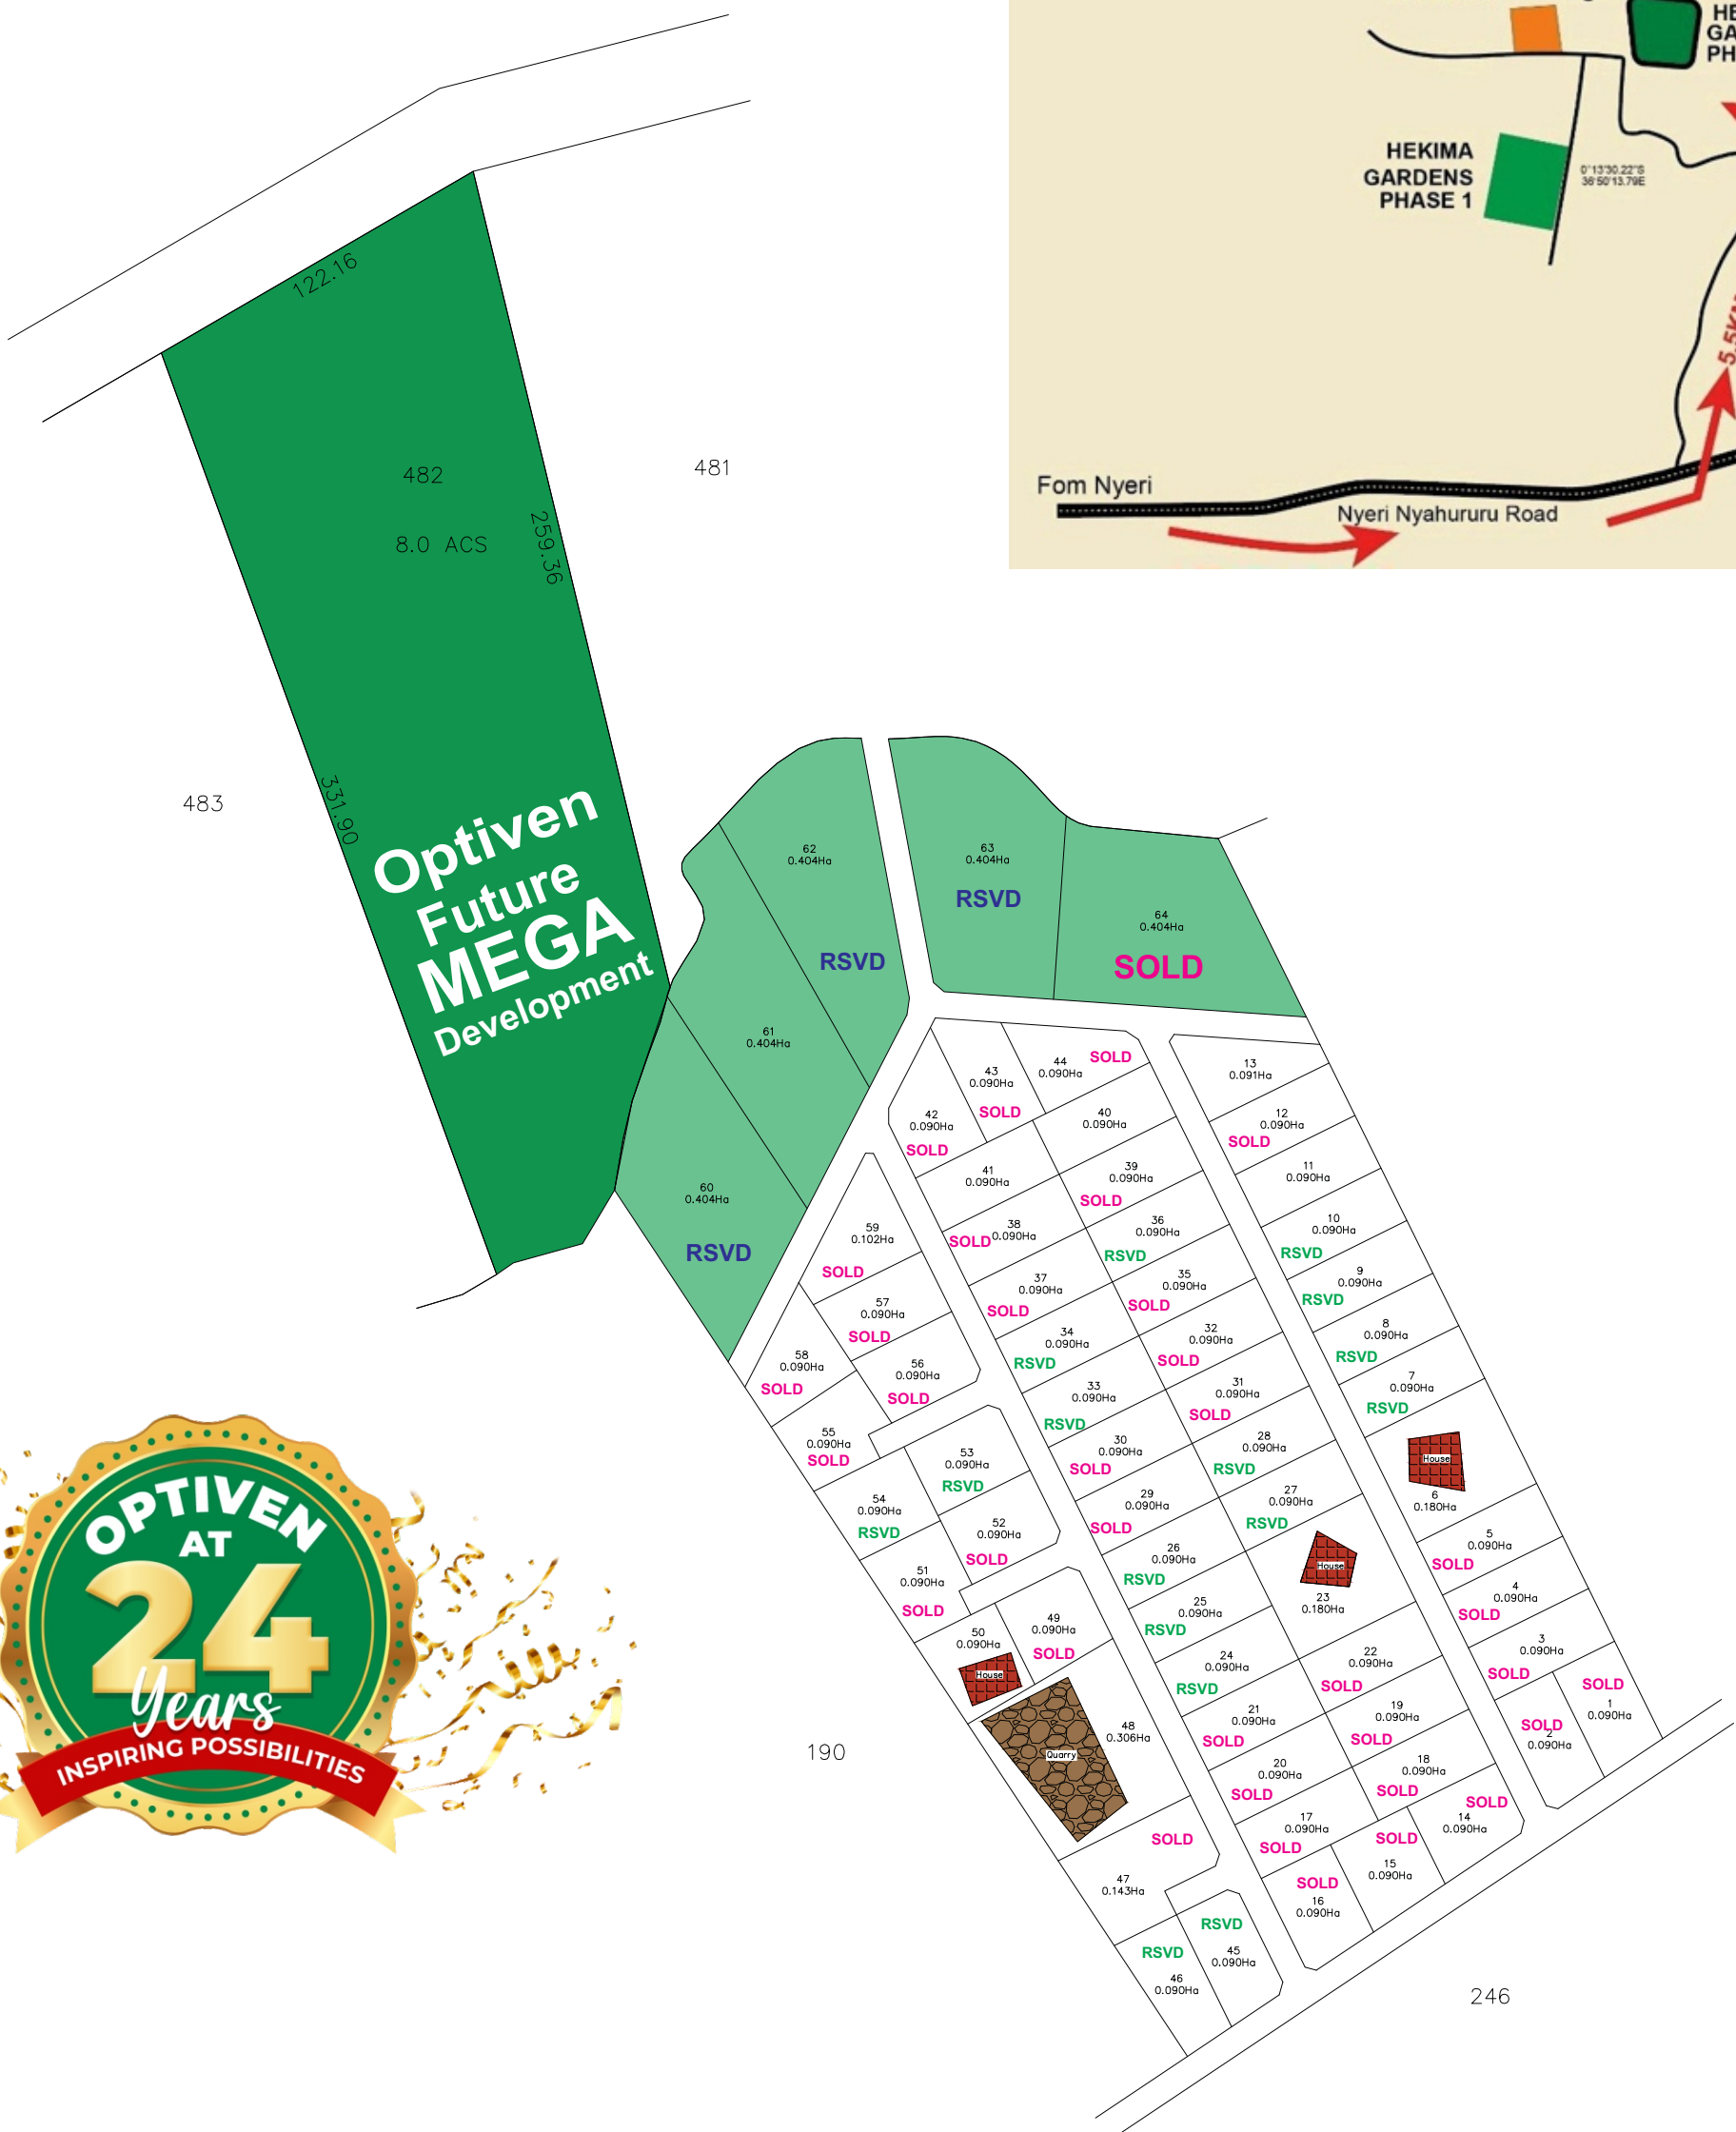 HE
GA
PH
HEKIMA
GARDENS
PHASE 1
0°13'30.22"S
36°50'13.79E
5.5K
Fom Nyeri
Nyeri Nyahururu Road
122.16
482
8.0 ACS
259.36
481
483
331.90
Optiven
Future
MEGA
Development
62
0.404Ha
RSVD
63
0.404Ha
RSVD
64
0.404Ha
SOLD
61
0.404Ha
60
0.404Ha
RSVD
44
0.090Ha
SOLD
43
0.090Ha
SOLD
42
0.090Ha
SOLD
13
0.091Ha
12
0.090Ha
SOLD
40
0.090Ha
41
0.090Ha
39
0.090Ha
SOLD
11
0.090Ha
38
SOLD 0.090Ha
36
0.090Ha
RSVD
10
0.090Ha
RSVD
59
0.102Ha
SOLD
37
0.090Ha
SOLD
35
0.090Ha
SOLD
9
0.090Ha
RSVD
57
0.090Ha
SOLD
34
0.090Ha
RSVD
32
0.090Ha
SOLD
8
0.090Ha
RSVD
58
0.090Ha
SOLD
56
0.090Ha
SOLD
33
0.090Ha
RSVD
31
0.090Ha
SOLD
7
0.090Ha
RSVD
55
0.090Ha
SOLD
53
0.090Ha
RSVD
30
0.090Ha
SOLD
28
0.090Ha
RSVD
House
6
0.180Ha
54
0.090Ha
RSVD
52
0.090Ha
SOLD
29
0.090Ha
SOLD
27
0.090Ha
RSVD
5
0.090Ha
SOLD
51
0.090Ha
SOLD
26
0.090Ha
RSVD
House
23
0.180Ha
4
0.090Ha
SOLD
50
0.090Ha
House
49
0.090Ha
SOLD
25
0.090Ha
RSVD
24
0.090Ha
RSVD
22
0.090Ha
SOLD
3
0.090Ha
SOLD
SOLD
1
0.090Ha
SOLD
2
0.090Ha
48
0.306Ha
Quarry
21
0.090Ha
SOLD
19
0.090Ha
SOLD
20
0.090Ha
SOLD
18
0.090Ha
SOLD
SOLD
14
0.090Ha
17
0.090Ha
SOLD
SOLD
15
0.090Ha
SOLD
16
0.090Ha
SOLD
47
0.143Ha
RSVD
45
0.090Ha
RSVD
46
0.090Ha
190
246
OPTIVEN
AT
24
Years
INSPIRING POSSIBILITIES